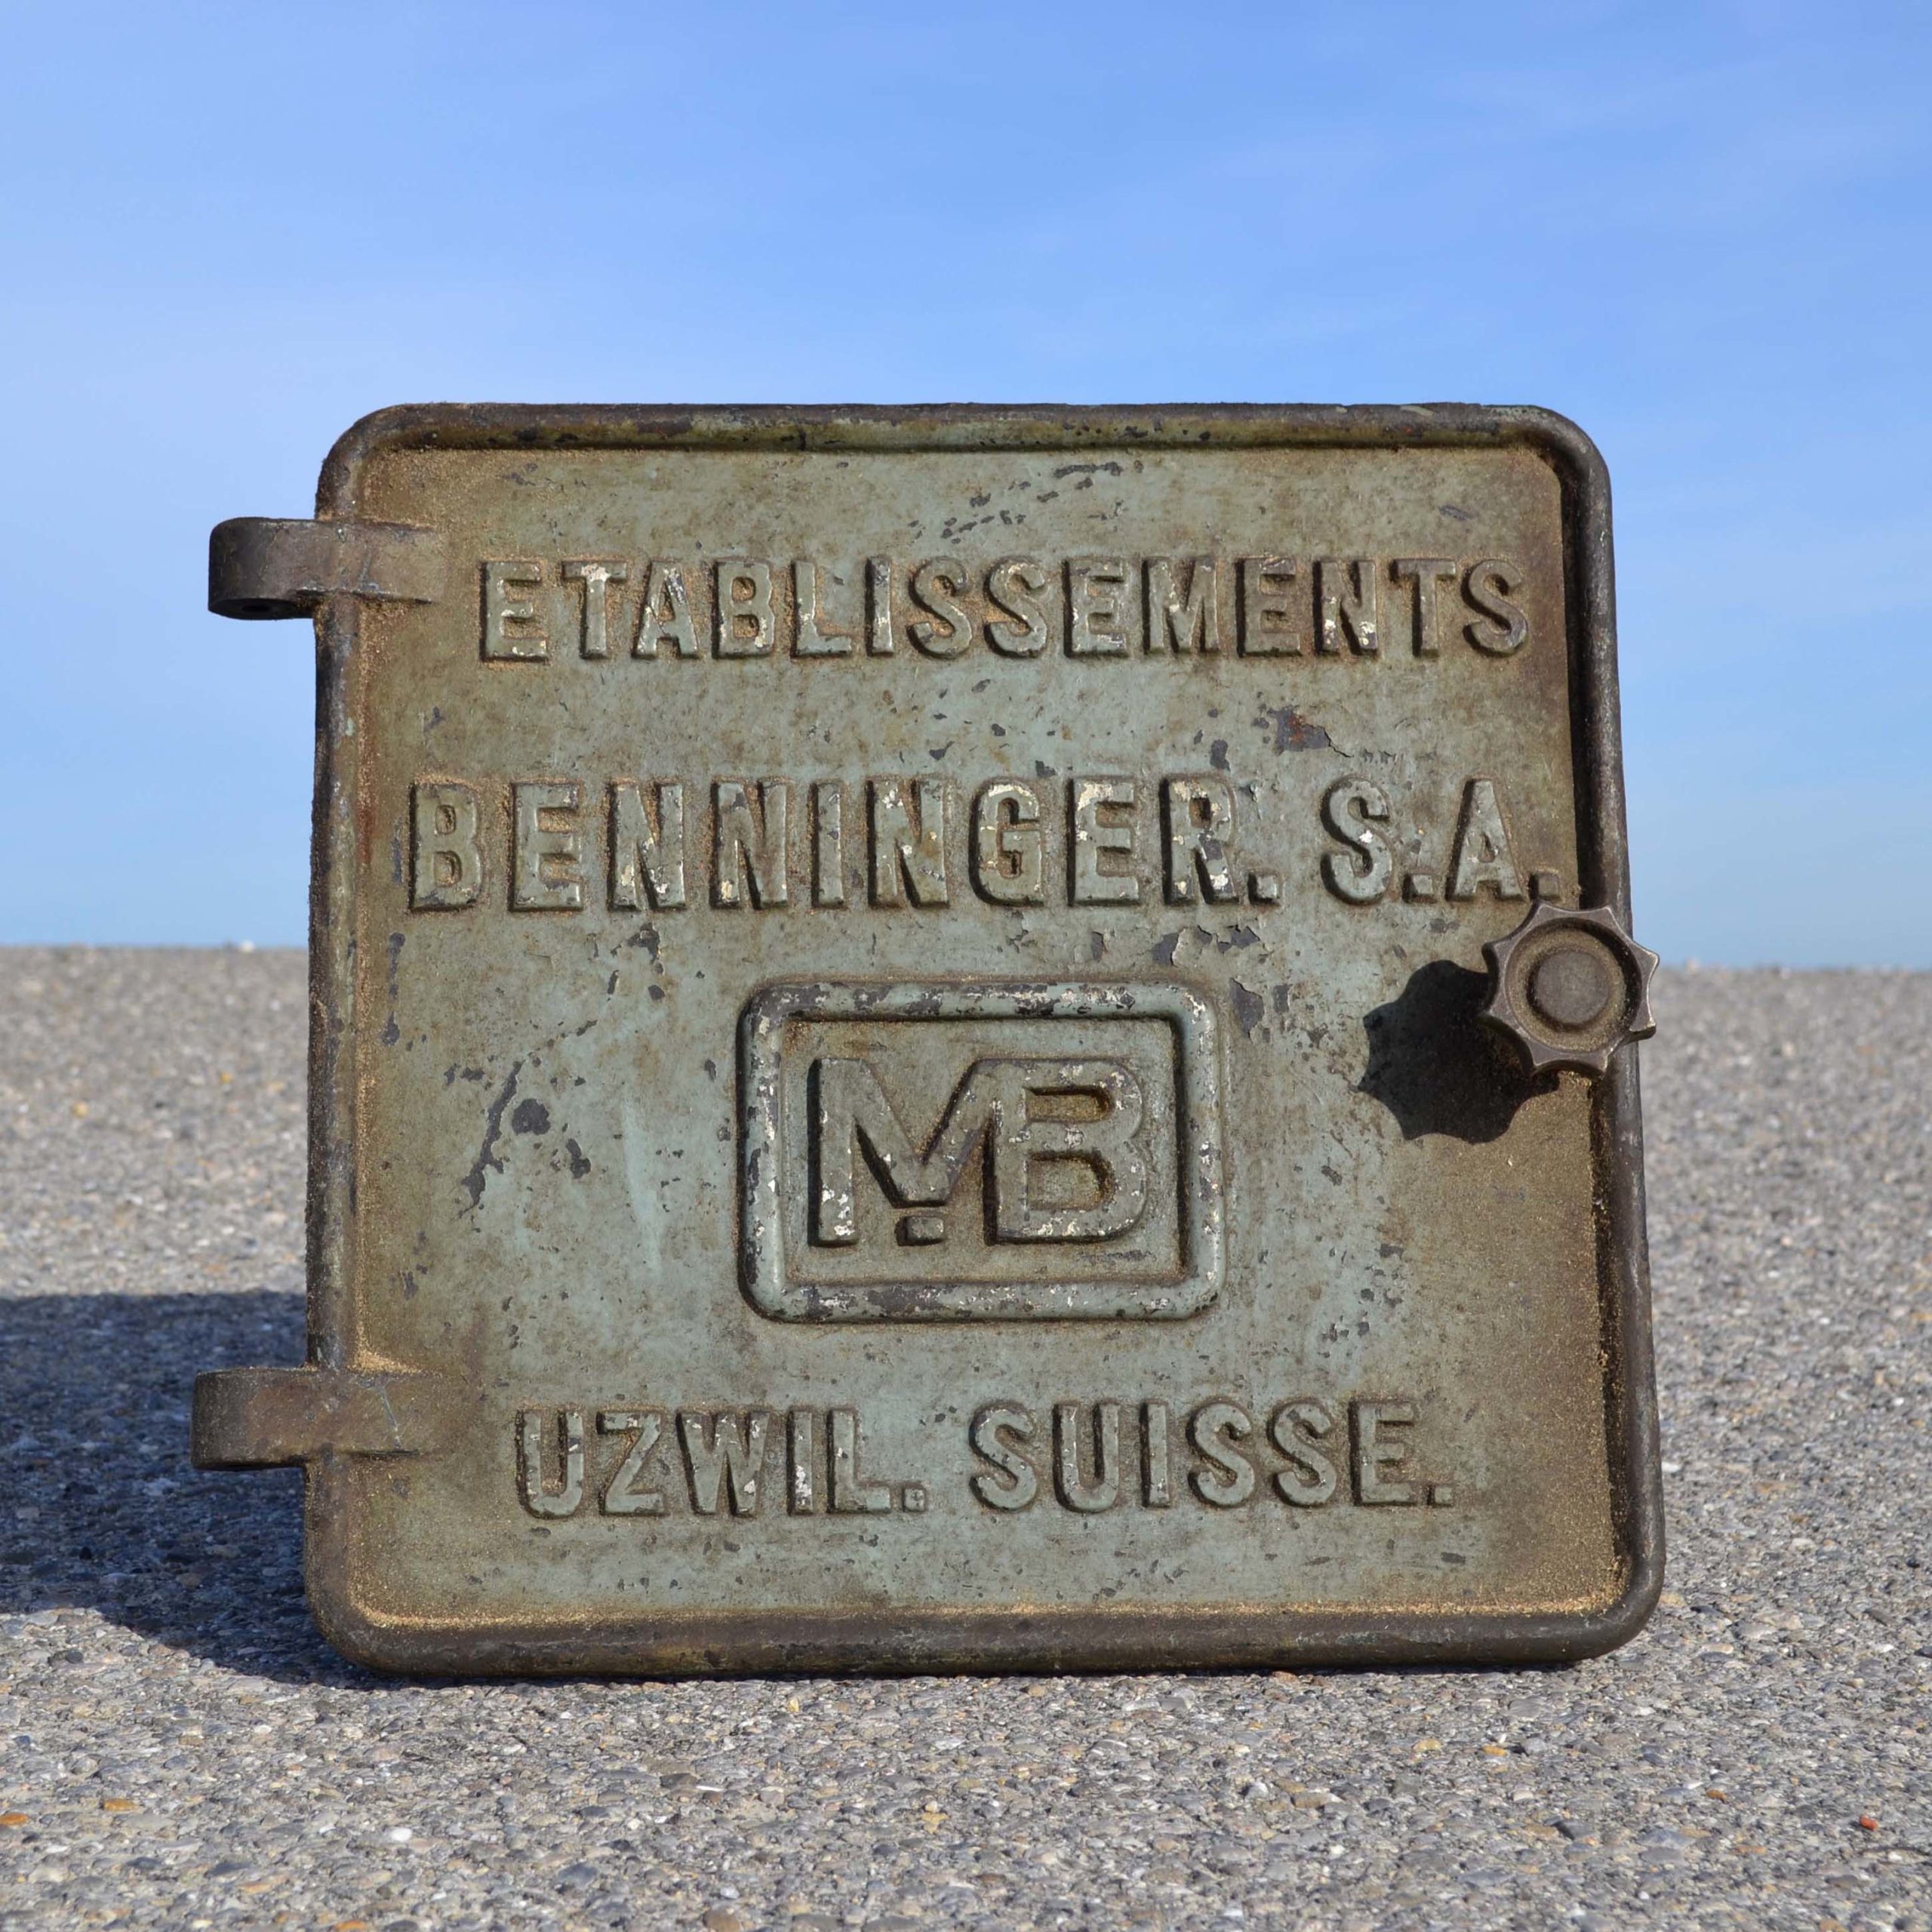 ETABLISSEMENTS
BENNINGER. S.A.
MB
UZWIL. SUISSE.